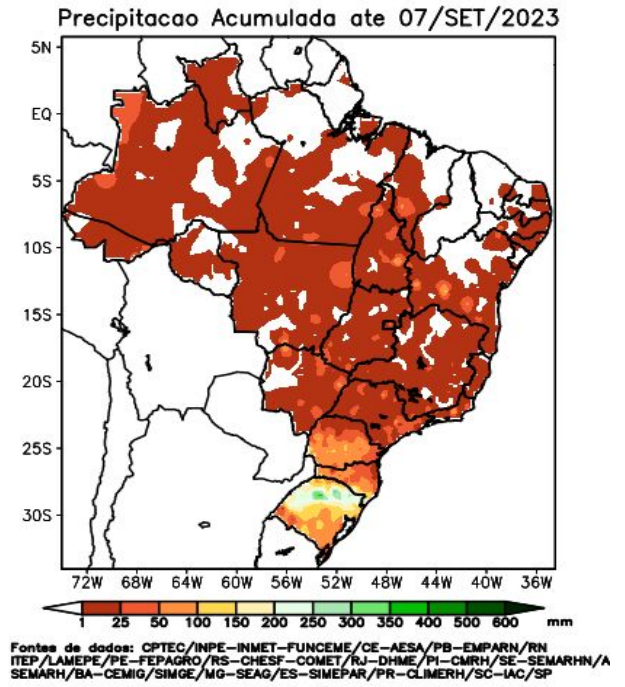 Precipitacao Acumulada ate 07/SET/2023
5N
EQ
5S
10S
15S
20S
25S
30S
72W 68W 64W 60W 56W 52W 48W 44W 40W 36W
1 25 50 100 150 200 250 300 350 400 500 600 mm
Fontes de dados: CPTEC/INPE-INMET-FUNCEME/CE-AESA/PB-EMPARN/RN
ITEP/LAMEPE/PE-FEPAGRO/RS-CHESF-COMET/RJ-DHME/PI-CMRH/SE-SEMARHN/A
SEMARH/BA-CEMIG/SIMGE/MG-SEAG/ES-SIMEPAR/PR-CLIMERH/SC-IAC/SP